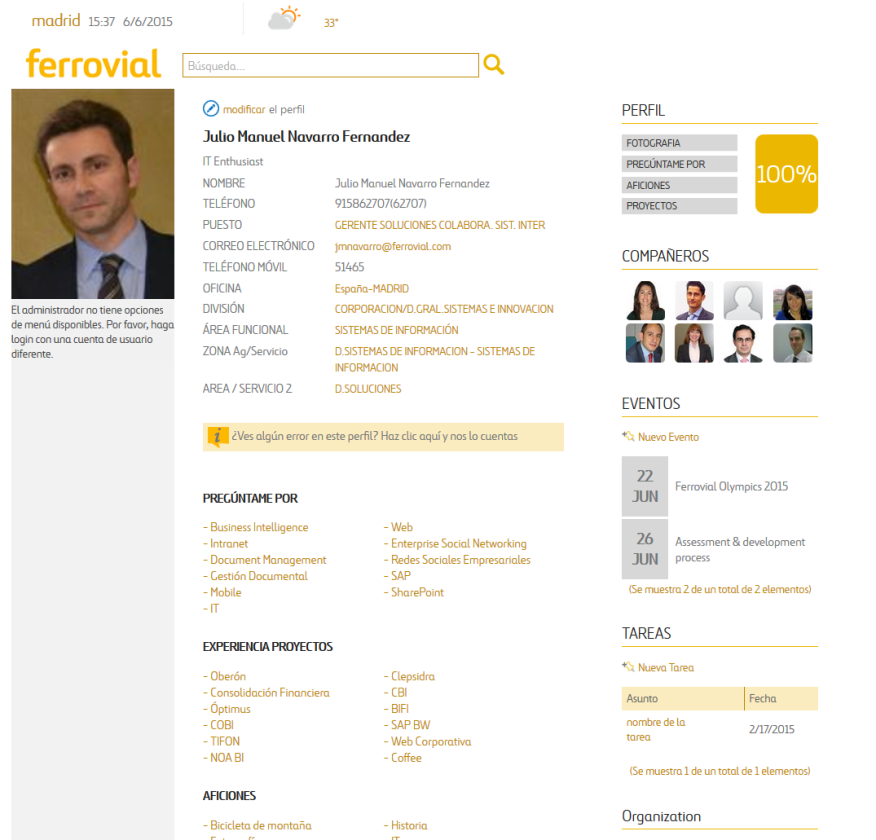 madrid 15:37 6/6/2015
33°
ferrovial
Búsqueda...
modificar el perfil
Julio Manuel Navarro Fernandez
IT Enthusiast
NOMBRE Julio Manuel Navarro Fernandez
TELÉFONO 915862707(62707)
PUESTO GERENTE SOLUCIONES COLABORA. SIST. INTER
CORREO ELECTRÓNICO jmnavarro@ferrovial.com
TELÉFONO MÓVIL 51465
OFICINA España-MADRID
DIVISIÓN CORPORACION/D.GRAL.SISTEMAS E INNOVACION
ÁREA FUNCIONAL SISTEMAS DE INFORMACIÓN
ZONA Ag/Servicio D.SISTEMAS DE INFORMACION - SISTEMAS DE
INFORMACION
AREA / SERVICIO 2 D.SOLUCIONES
El administrador no tiene opciones
de menú disponibles. Por favor, haga
login con una cuenta de usuario
diferente.
i ¿Ves algún error en este perfil? Haz clic aquí y nos lo cuentas
PREGÚNTAME POR
- Business Intelligence
- Intranet
- Document Management
- Gestión Documental
- Mobile
- IT
- Web
- Enterprise Social Networking
- Redes Sociales Empresariales
- SAP
- SharePoint
EXPERIENCIA PROYECTOS
- Oberón
- Consolidación Financiera
- Óptimus
- COBI
- TIFON
- NOA BI
- Clepsidra
- CBI
- BIFI
- SAP BW
- Web Corporativa
- Coffee
AFICIONES
- Bicicleta de montaña
- Historia
PERFIL
FOTOGRAFIA
PREGÚNTAME POR
AFICIONES
PROYECTOS
100%
COMPAÑEROS
EVENTOS
Nuevo Evento
22
JUN
Ferrovial Olympics 2015
26
JUN
Assessment & development
process
(Se muestra 2 de un total de 2 elementos)
TAREAS
Nueva Tarea
Asunto Fecha
nombre de la
tarea
2/17/2015
(Se muestra 1 de un total de 1 elementos)
Organization